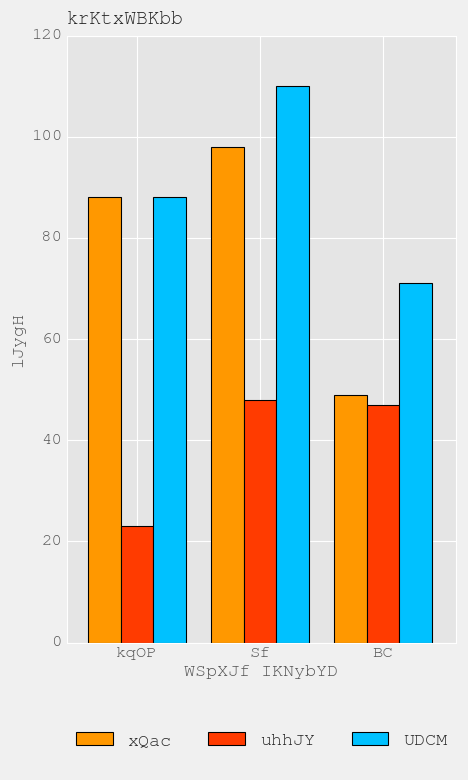 krKtxWBKbb
120
100
80
60
40
20
0
lJygH
kqOP Sf BC
WSpXJf IKNybYD
xQac uhhJY UDCM